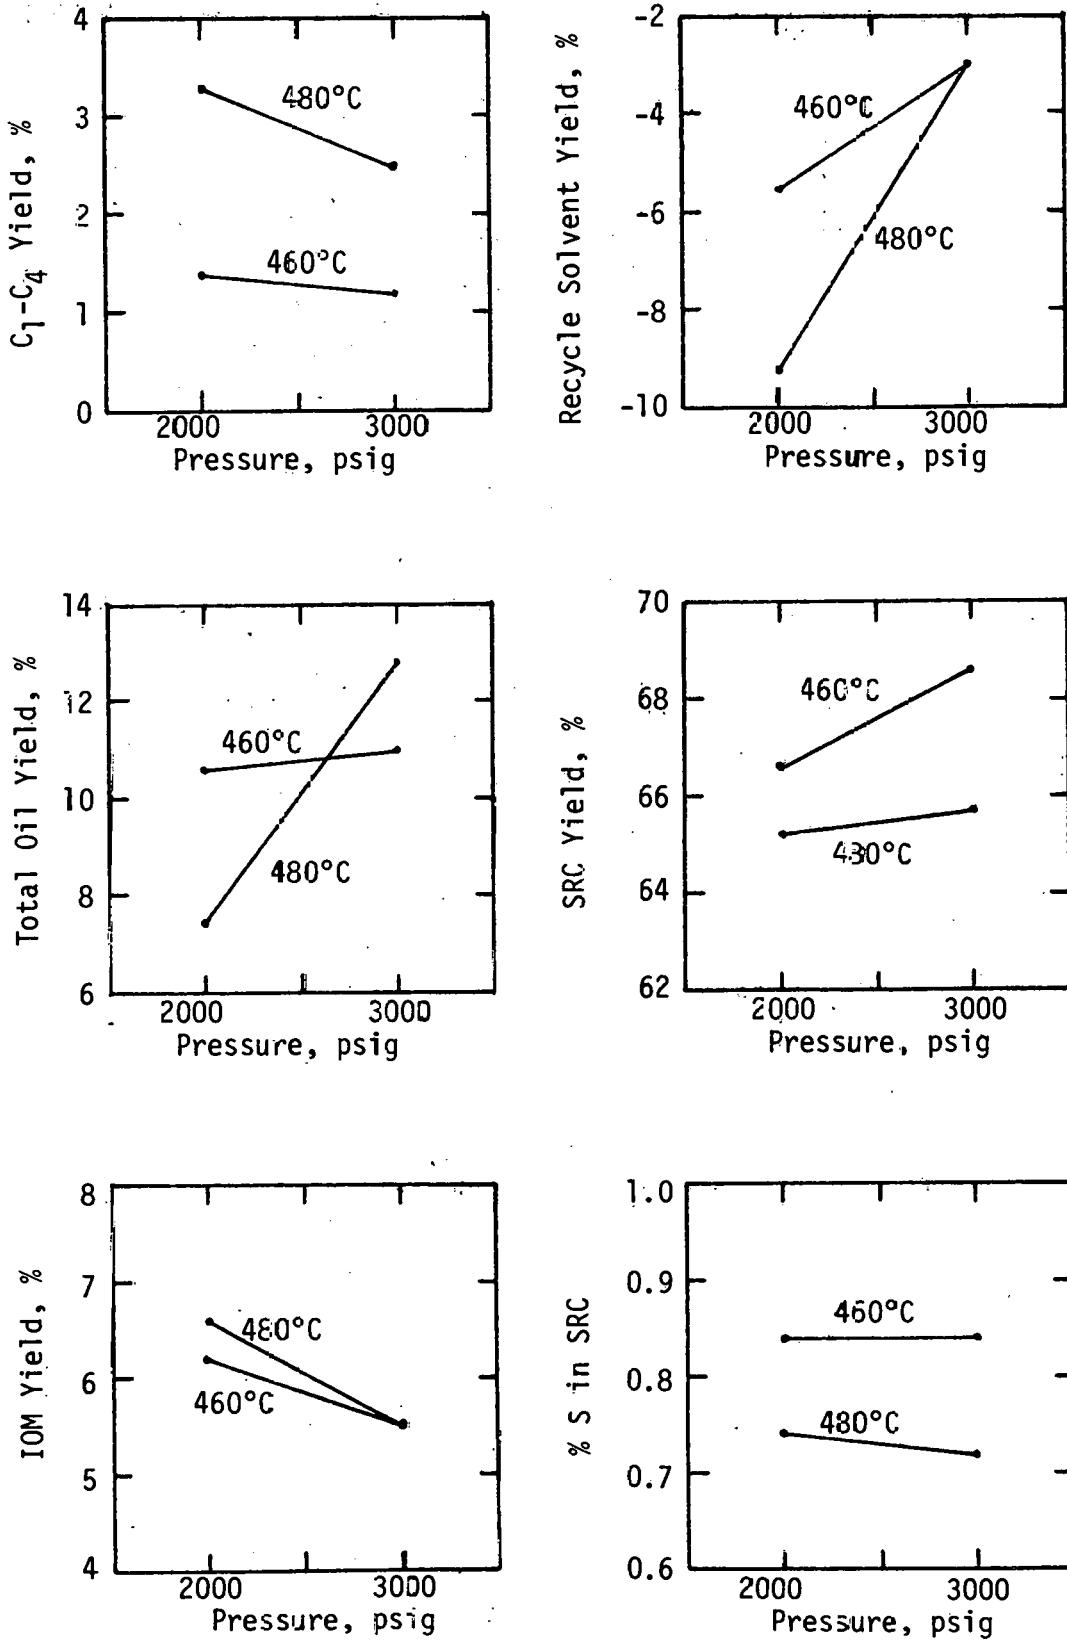 4
3
2
1
0
C1-C4 Yield, %
480°C
460°C
2000 3000
Pressure, psig
-2
-4
-6
-8
-10
Recycle Solvent Yield, %
460°C
480°C
2000 3000
Pressure, psig
14
12
10
8
6
Total Oil Yield, %
460°C
480°C
2000 3000
Pressure, psig
70
68
66
64
62
SRC Yield, %
460°C
480°C
2000 3000
Pressure, psig
8
7
6
5
4
IOM Yield, %
480°C
460°C
2000 3000
Pressure, psig
1.0
0.9
0.8
0.7
0.6
% S in SRC
460°C
480°C
2000 3000
Pressure, psig